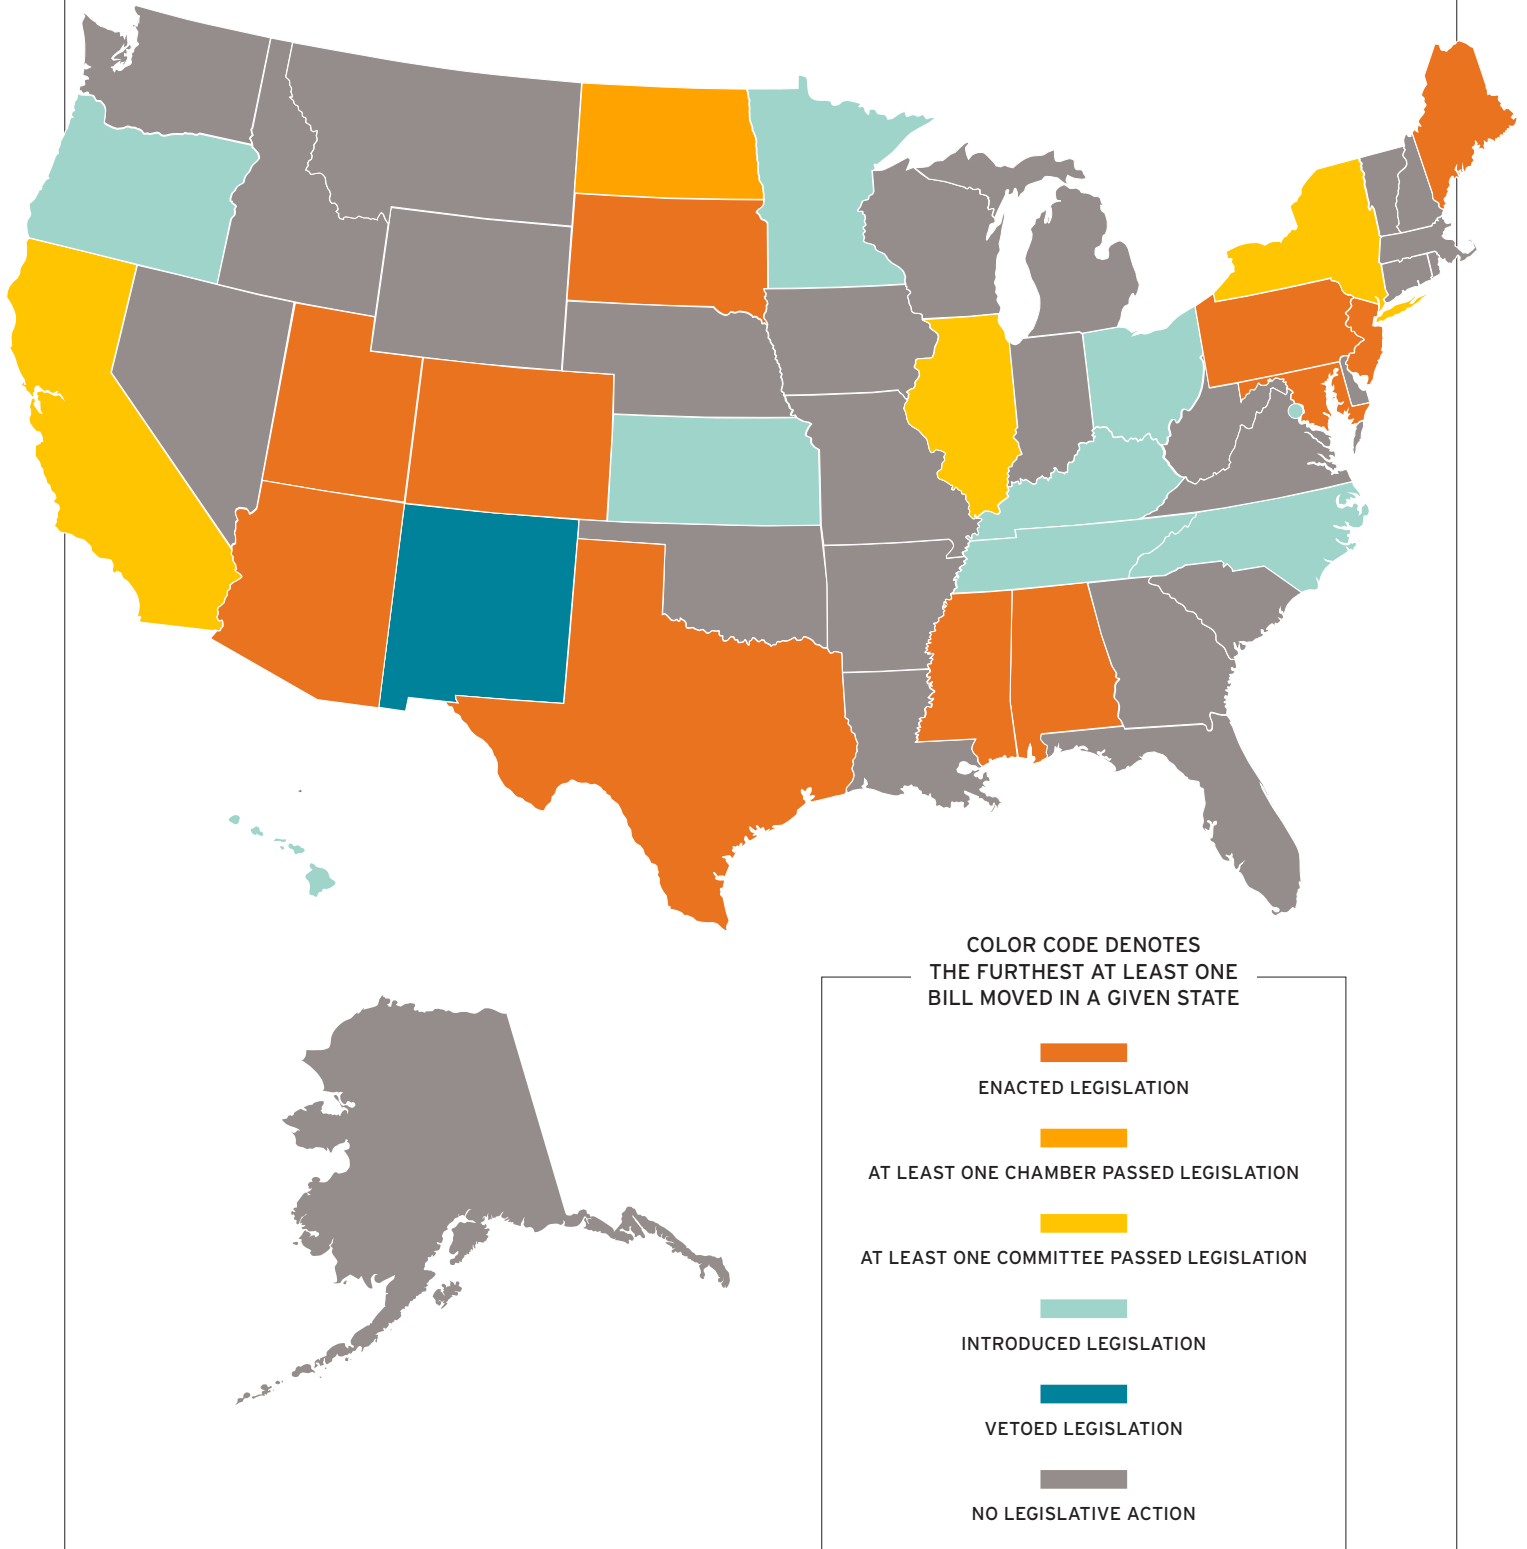 COLOR CODE DENOTES
THE FURTHEST AT LEAST ONE
BILL MOVED IN A GIVEN STATE
ENACTED LEGISLATION
AT LEAST ONE CHAMBER PASSED LEGISLATION
AT LEAST ONE COMMITTEE PASSED LEGISLATION
INTRODUCED LEGISLATION
VETOED LEGISLATION
NO LEGISLATIVE ACTION